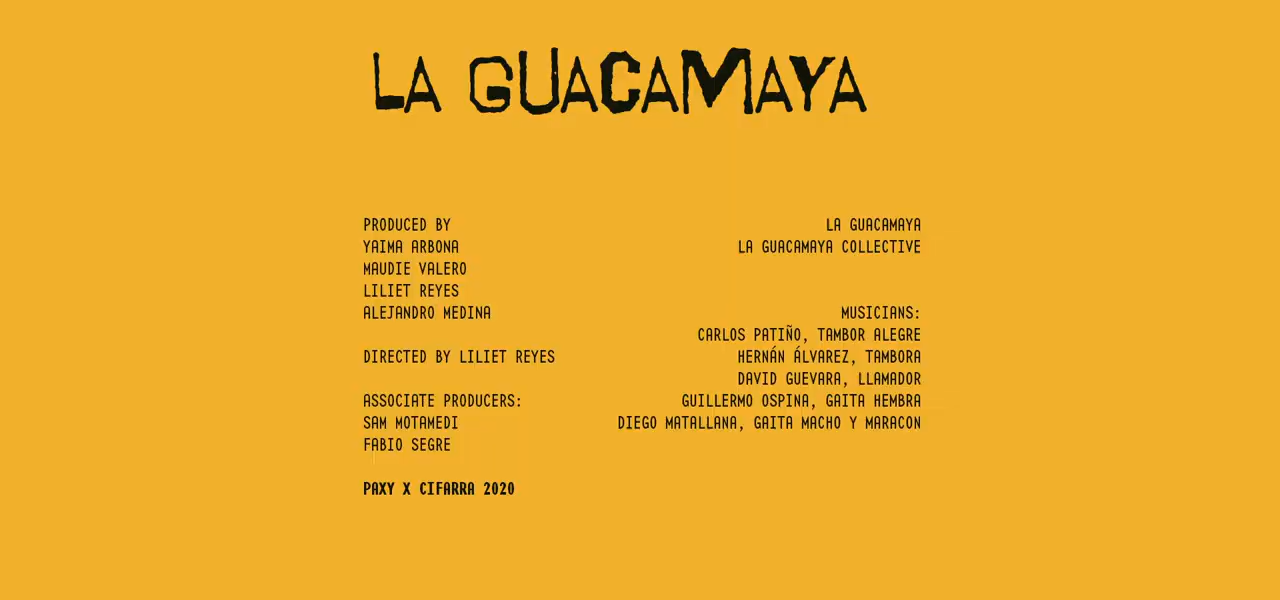 LA GUACAMAYA
PRODUCED BY
YAIMA ARBONA
MAUDIE VALERO
LILIET REYES
ALEJANDRO MEDINA
DIRECTED BY LILIET REYES
ASSOCIATE PRODUCERS:
SAM MOTAMEDI
FABIO SEGRE
PAXY X CIFARRA 2020
LA GUACAMAYA
LA GUACAMAYA COLLECTIVE
MUSICIANS:
CARLOS PATIÑO, TAMBOR ALEGRE
HERNÁN ÁLVAREZ, TAMBORA
DAVID GUEVARA, LLAMADOR
GUILLERMO OSPINA, GAITA HEMBRA
DIEGO MATALLANA, GAITA MACHO Y MARACON